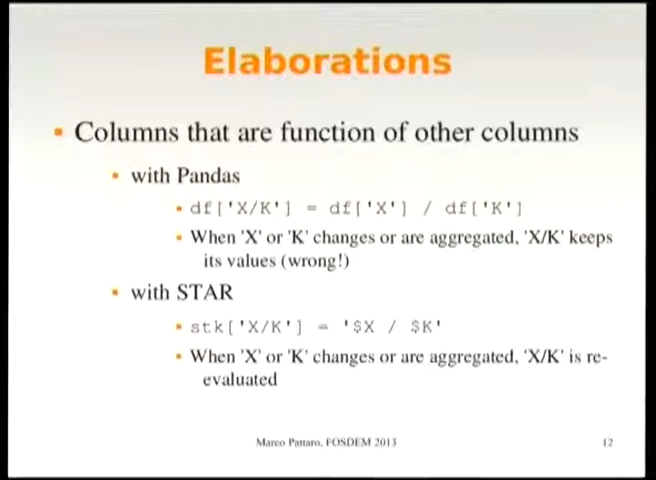 Elaborations
Columns that are function of other columns
with Pandas
df['X/K'] = df['X'] / df['K']
When 'X' or 'K' changes or are aggregated, 'X/K' keeps
its values (wrong!)
with STAR
stk['X/K'] = '$X / $K'
When 'X' or 'K' changes or are aggregated, 'X/K' is re-
evaluated
Marco Pattaro, FOSDEM 2013
12